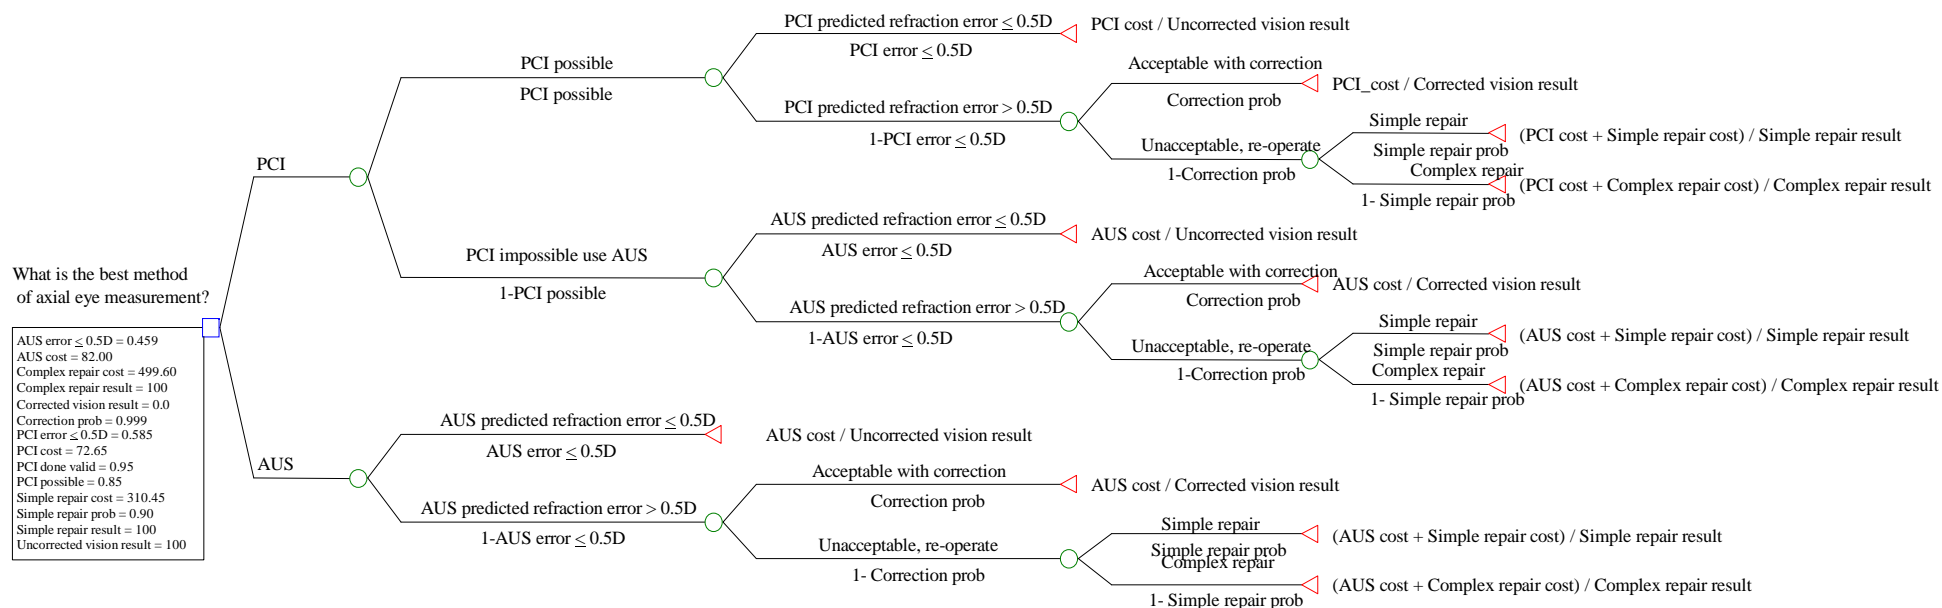 PCI predicted refraction error ≤ 0.5D
PCI error ≤ 0.5D
PCI cost / Uncorrected vision result
PCI possible
PCI possible
Acceptable with correction
Correction prob
PCI_cost / Corrected vision result
PCI predicted refraction error > 0.5D
1-PCI error ≤ 0.5D
Simple repair
Simple repair prob
(PCI cost + Simple repair cost) / Simple repair result
Unacceptable, re-operate
1-Correction prob
Complex repair
1- Simple repair prob
(PCI cost + Complex repair cost) / Complex repair result
PCI
AUS predicted refraction error ≤ 0.5D
AUS error ≤ 0.5D
AUS cost / Uncorrected vision result
PCI impossible use AUS
1-PCI possible
Acceptable with correction
Correction prob
AUS cost / Corrected vision result
AUS predicted refraction error > 0.5D
1-AUS error ≤ 0.5D
Simple repair
Simple repair prob
(AUS cost + Simple repair cost) / Simple repair result
Unacceptable, re-operate
1-Correction prob
Complex repair
1- Simple repair prob
(AUS cost + Complex repair cost) / Complex repair result
What is the best method
of axial eye measurement?
AUS error ≤ 0.5D = 0.459
AUS cost = 82.00
Complex repair cost = 499.60
Complex repair result = 100
Corrected vision result = 0.0
Correction prob = 0.999
PCI error ≤ 0.5D = 0.585
PCI cost = 72.65
PCI done valid = 0.95
PCI possible = 0.85
Simple repair cost = 310.45
Simple repair prob = 0.90
Simple repair result = 100
Uncorrected vision result = 100
AUS
AUS predicted refraction error ≤ 0.5D
AUS error ≤ 0.5D
AUS cost / Uncorrected vision result
AUS predicted refraction error > 0.5D
1-AUS error ≤ 0.5D
Acceptable with correction
Correction prob
AUS cost / Corrected vision result
Unacceptable, re-operate
1- Correction prob
Simple repair
Simple repair prob
(AUS cost + Simple repair cost) / Simple repair result
Complex repair
1- Simple repair prob
(AUS cost + Complex repair cost) / Complex repair result